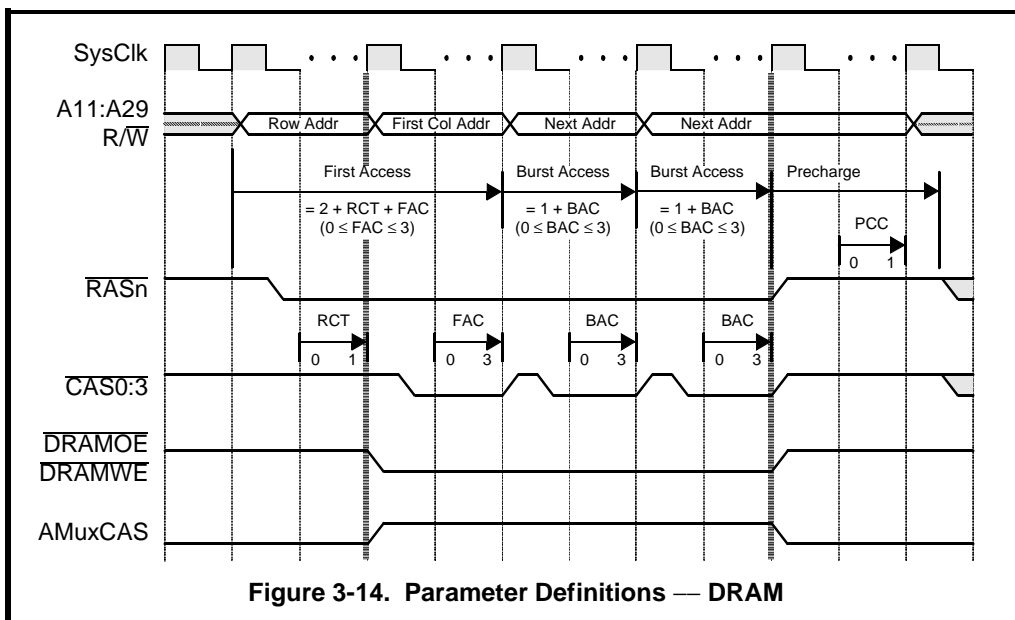 SysClk
A11:A29
R/W̅
Row Addr First Col Addr Next Addr Next Addr
First Access Burst Access Burst Access Precharge
= 2 + RCT + FAC = 1 + BAC = 1 + BAC
(0 ≤ FAC ≤ 3) (0 ≤ BAC ≤ 3) (0 ≤ BAC ≤ 3)
PCC
0 1
RASn
RCT FAC BAC BAC
0 1 0 3 0 3 0 3
CAS0:3
DRAMOE
DRAMWE
AMuxCAS
Figure 3-14. Parameter Definitions — DRAM